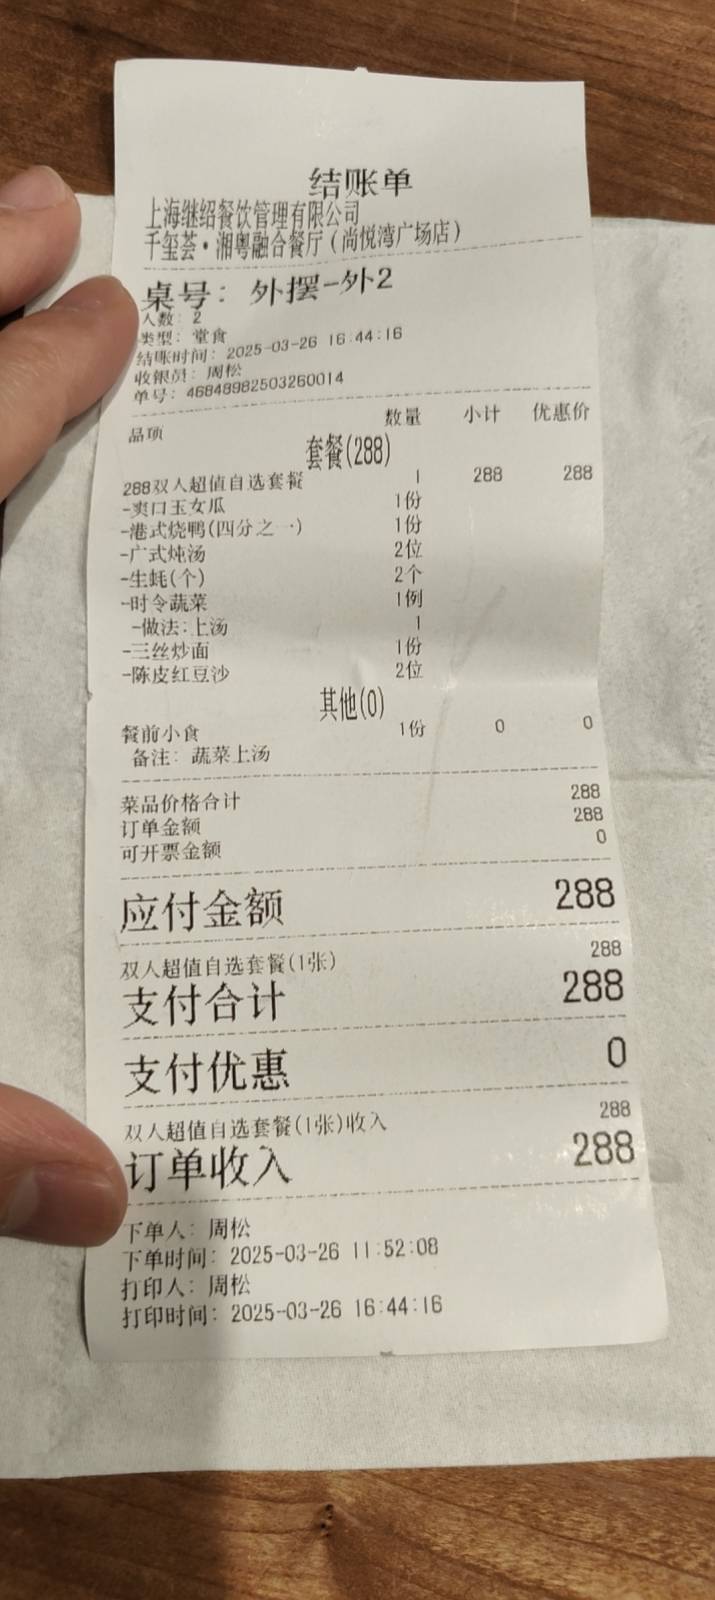 结账单
上海继绍餐饮管理有限公司
千玺荟·湘粤融合餐厅(尚悦湾广场店)
桌号: 外摆-外2
人数: 2
类型: 堂食
结账时间: 2025-03-26 16:44:16
收银员: 周松
单号: 46848982503260014
品项 数量 小计 优惠价
套餐(288)
288双人超值自选套餐 1 288 288
-爽口玉女瓜 1份
-港式烧鸭(四分之一) 1份
-广式炖汤 2位
-生蚝(个) 2个
-时令蔬菜 1例
-做法:上汤 1
-三丝炒面 1份
-陈皮红豆沙 2位
其他(0)
餐前小食 1份 0 0
备注: 蔬菜上汤
菜品价格合计 288
订单金额 288
可开票金额 0
应付金额 288
双人超值自选套餐(1张) 288
支付合计 288
支付优惠 0
双人超值自选套餐(1张)收入 288
订单收入 288
下单人: 周松
下单时间: 2025-03-26 11:52:08
打印人: 周松
打印时间: 2025-03-26 16:44:16